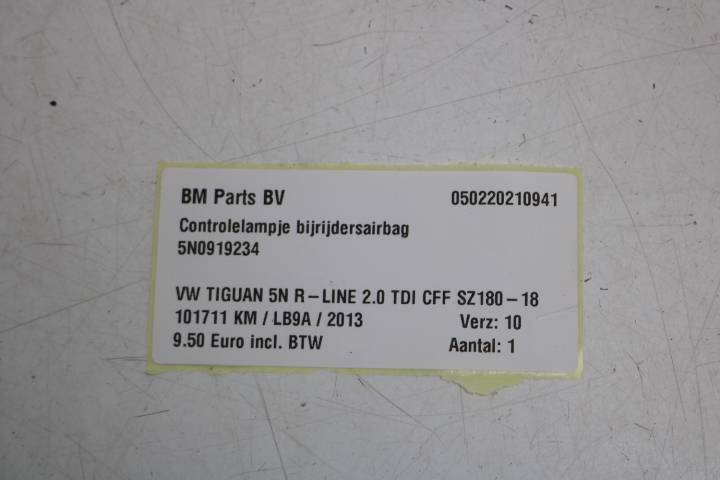 BM Parts BV 050220210941
Controlelampje bijrijdersairbag
5N0919234
VW TIGUAN 5N R-LINE 2.0 TDI CFF SZ180-18
101711 KM / LB9A / 2013 Verz: 10
9.50 Euro incl. BTW Aantal: 1